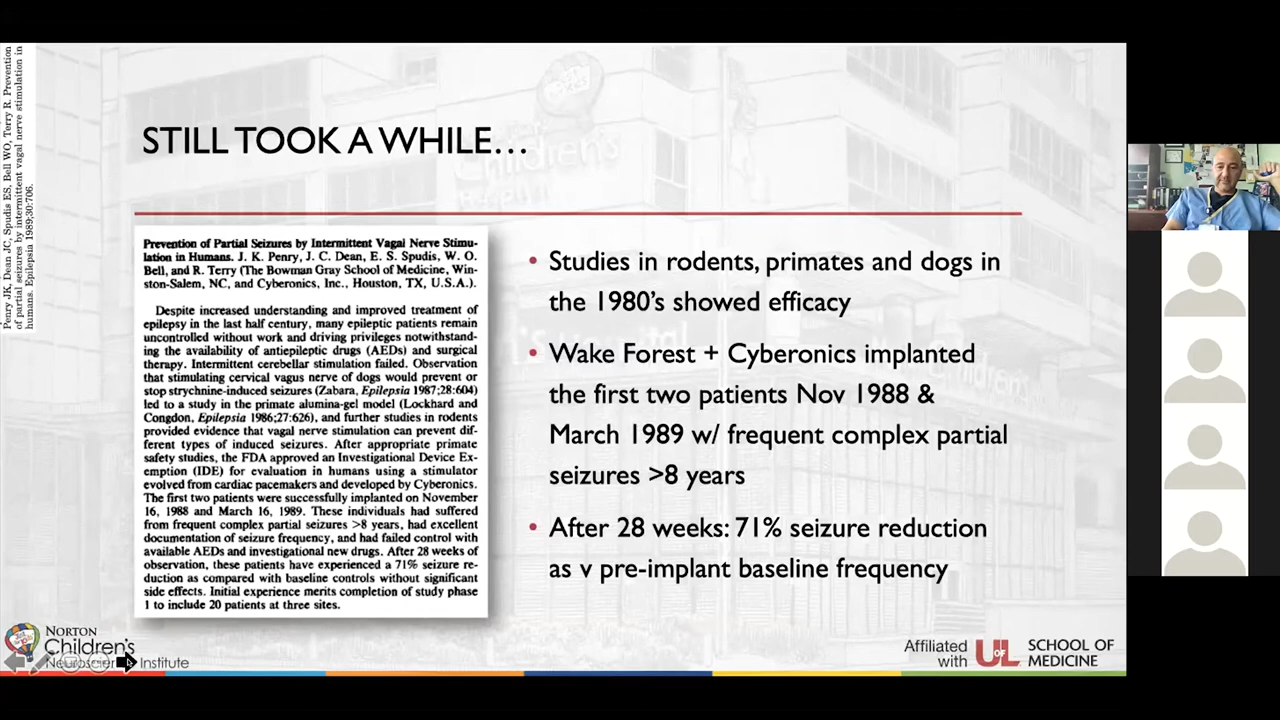 Penry JK, Dean JC, Spudis ES, Bell WO, Terry R. Prevention
of partial seizures by intermittent vagal nerve stimulation in
humans. Epilepsia 1989;30:706.
STILL TOOK A WHILE…
Prevention of Partial Seizures by Intermittent Vagal Nerve Stimu-
lation in Humans. J. K. Penry, J. C. Dean, E. S. Spudis, W. O.
Bell, and R. Terry (The Bowman Gray School of Medicine, Win-
ston-Salem, NC, and Cyberonics, Inc., Houston, TX, U.S.A.).
Despite increased understanding and improved treatment of
epilepsy in the last half century, many epileptic patients remain
uncontrolled without work and driving privileges notwithstand-
ing the availability of antiepileptic drugs (AEDs) and surgical
therapy. Intermittent cerebellar stimulation failed. Observation
that stimulating cervical vagus nerve of dogs would prevent or
stop strychnine-induced seizures (Zabara, Epilepsia 1987;28:604)
led to a study in the primate alumina-gel model (Lockhard and
Congdon, Epilepsia 1986;27:626), and further studies in rodents
provided evidence that vagal nerve stimulation can prevent dif-
ferent types of induced seizures. After appropriate primate
safety studies, the FDA approved an Investigational Device Ex-
emption (IDE) for evaluation in humans using a stimulator
evolved from cardiac pacemakers and developed by Cyberonics.
The first two patients were successfully implanted on November
16, 1988 and March 16, 1989. These individuals had suffered
from frequent complex partial seizures >8 years, had excellent
documentation of seizure frequency, and had failed control with
available AEDs and investigational new drugs. After 28 weeks of
observation, these patients have experienced a 71% seizure re-
duction as compared with baseline controls without significant
side effects. Initial experience merits completion of study phase
1 to include 20 patients at three sites.
• Studies in rodents, primates and dogs in
the 1980's showed efficacy
• Wake Forest + Cyberonics implanted
the first two patients Nov 1988 &
March 1989 w/ frequent complex partial
seizures >8 years
• After 28 weeks: 71% seizure reduction
as v pre-implant baseline frequency
NORTON
Children's
Institute
Affiliated
with
UofL
SCHOOL OF
MEDICINE